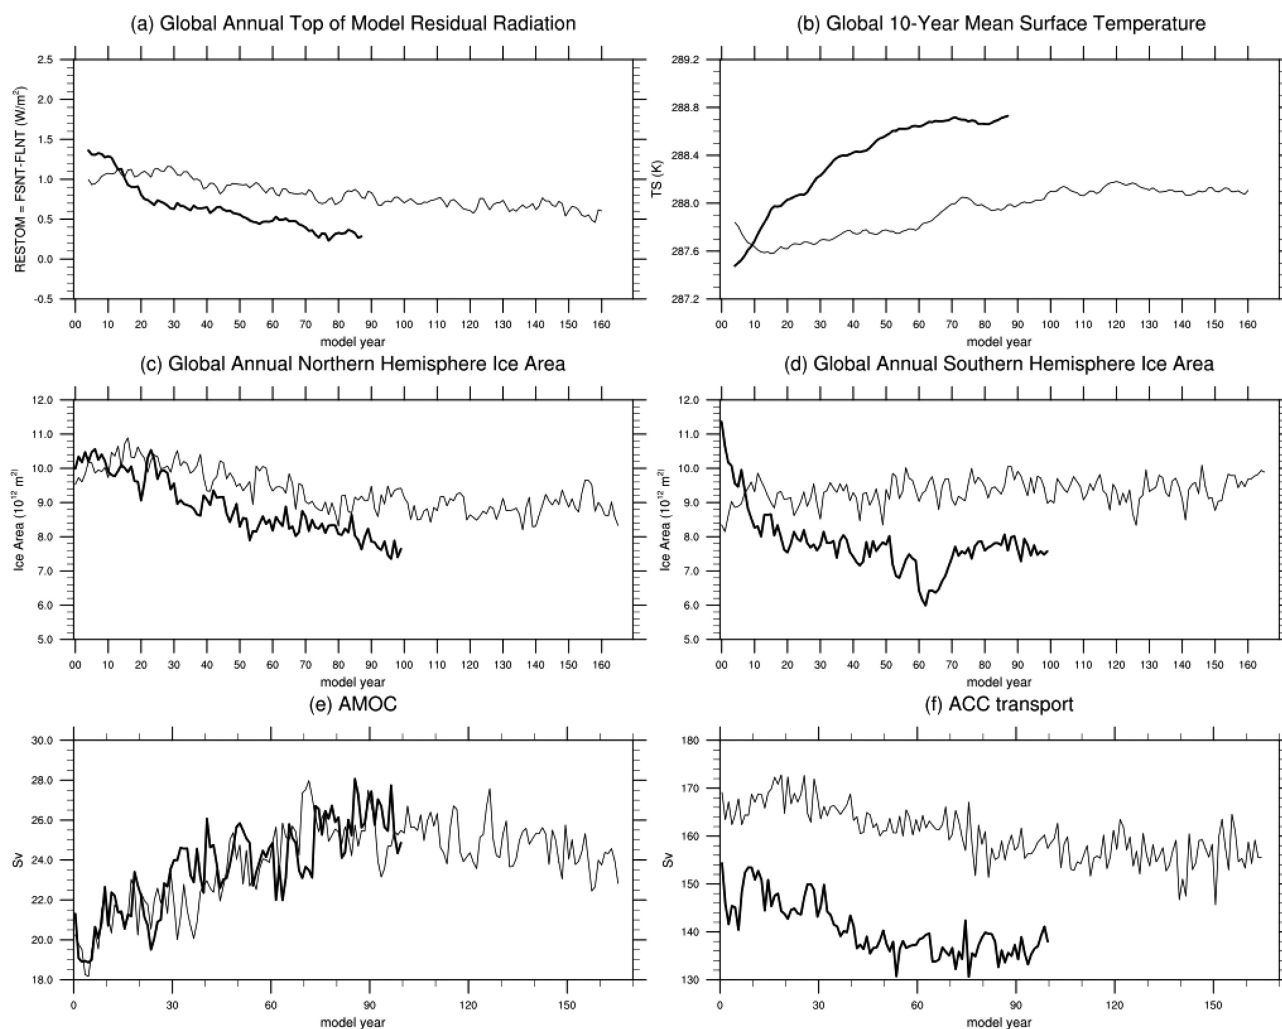 (a) Global Annual Top of Model Residual Radiation
RESTOM = FSNT-FLNT (W/m²)
2.5
2.0
1.5
1.0
0.5
0.0
-0.5
00 10 20 30 40 50 60 70 80 90 100 110 120 130 140 150 160
model year
(b) Global 10-Year Mean Surface Temperature
TS (K)
289.2
288.8
288.4
288.0
287.6
287.2
00 10 20 30 40 50 60 70 80 90 100 110 120 130 140 150 160
model year
(c) Global Annual Northern Hemisphere Ice Area
Ice Area (10¹² m²)
12.0
11.0
10.0
9.0
8.0
7.0
6.0
5.0
00 10 20 30 40 50 60 70 80 90 100 110 120 130 140 150 160
model year
(d) Global Annual Southern Hemisphere Ice Area
Ice Area (10¹² m²)
12.0
11.0
10.0
9.0
8.0
7.0
6.0
5.0
00 10 20 30 40 50 60 70 80 90 100 110 120 130 140 150 160
model year
(e) AMOC
Sv
30.0
28.0
26.0
24.0
22.0
20.0
18.0
0 30 60 90 120 150
model year
(f) ACC transport
Sv
180
170
160
150
140
130
0 30 60 90 120 150
model year